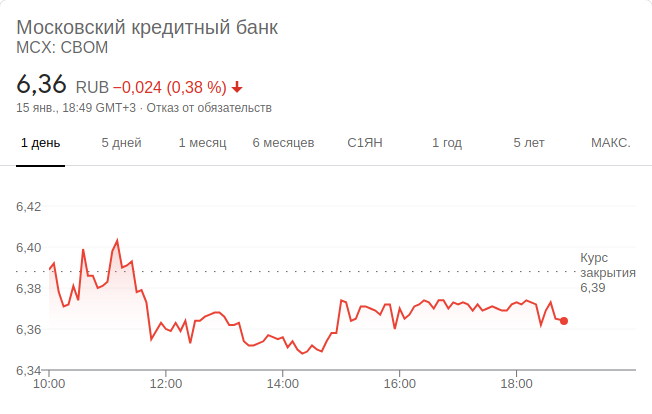 Московский кредитный банк
MCX: CBOM
6,36 RUB −0,024 (0,38 %)
15 янв., 18:49 GMT+3 · Отказ от обязательств
1 день 5 дней 1 месяц 6 месяцев С1ЯН 1 год 5 лет МАКС.
6,42
6,40
Курс
закрытия
6,38
6,39
6,36
6,34
10:00 12:00 14:00 16:00 18:00